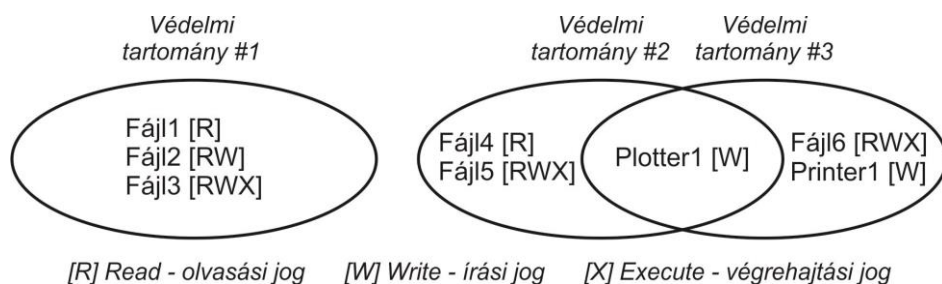 Védelmi
tartomány #1
Védelmi
tartomány #2
Védelmi
tartomány #3
Fájl1 [R]
Fájl2 [RW]
Fájl3 [RWX]
Fájl4 [R]
Fájl5 [RWX]
Plotter1 [W]
Fájl6 [RWX]
Printer1 [W]
[R] Read - olvasási jog
[W] Write - írási jog
[X] Execute - végrehajtási jog